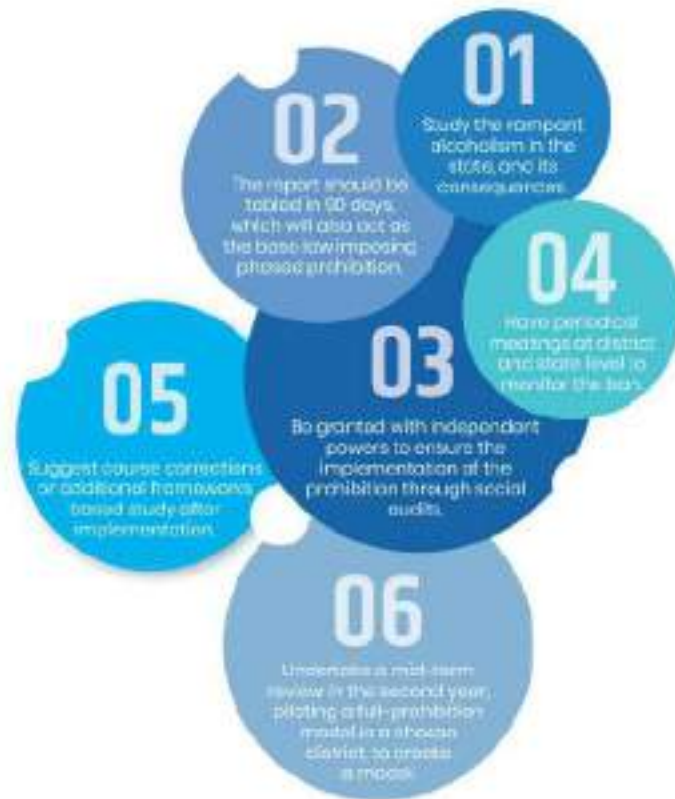 01
Study the rampant
alcoholism in the
state, and its
consequences.
02
The report should be
tabled in 90 days,
which will also act as
the base law imposing
phased prohibition.
03
Be granted with independent
powers to ensure the
implementation of the
prohibition through social
audits.
04
Have periodical
meetings at district
and state level to
monitor the ban.
05
Suggest course corrections
or additional frameworks
based study after
implementation.
06
Undertake a mid-term
review in the second year,
piloting a full-prohibition
model in a chosen
district, to create
a model.